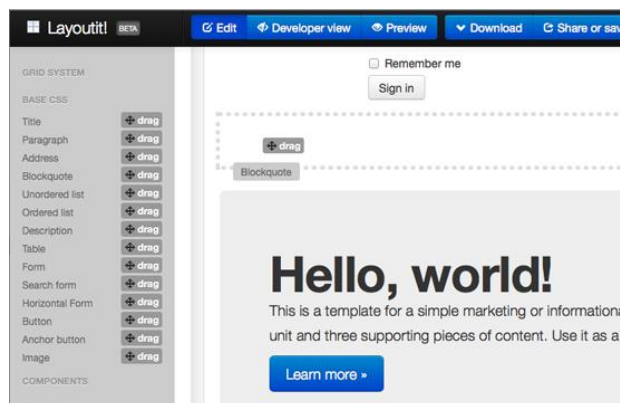 Layoutit! BETA
Edit Developer view Preview Download Share or sav
GRID SYSTEM
BASE CSS
Title drag
Paragraph drag
Address drag
Blockquote drag
Unordered list drag
Ordered list drag
Description drag
Table drag
Form drag
Search form drag
Horizontal Form drag
Button drag
Anchor button drag
Image drag
COMPONENTS
Remember me
Sign in
drag
Blockquote
Hello, world!
This is a template for a simple marketing or informationa
unit and three supporting pieces of content. Use it as a
Learn more »